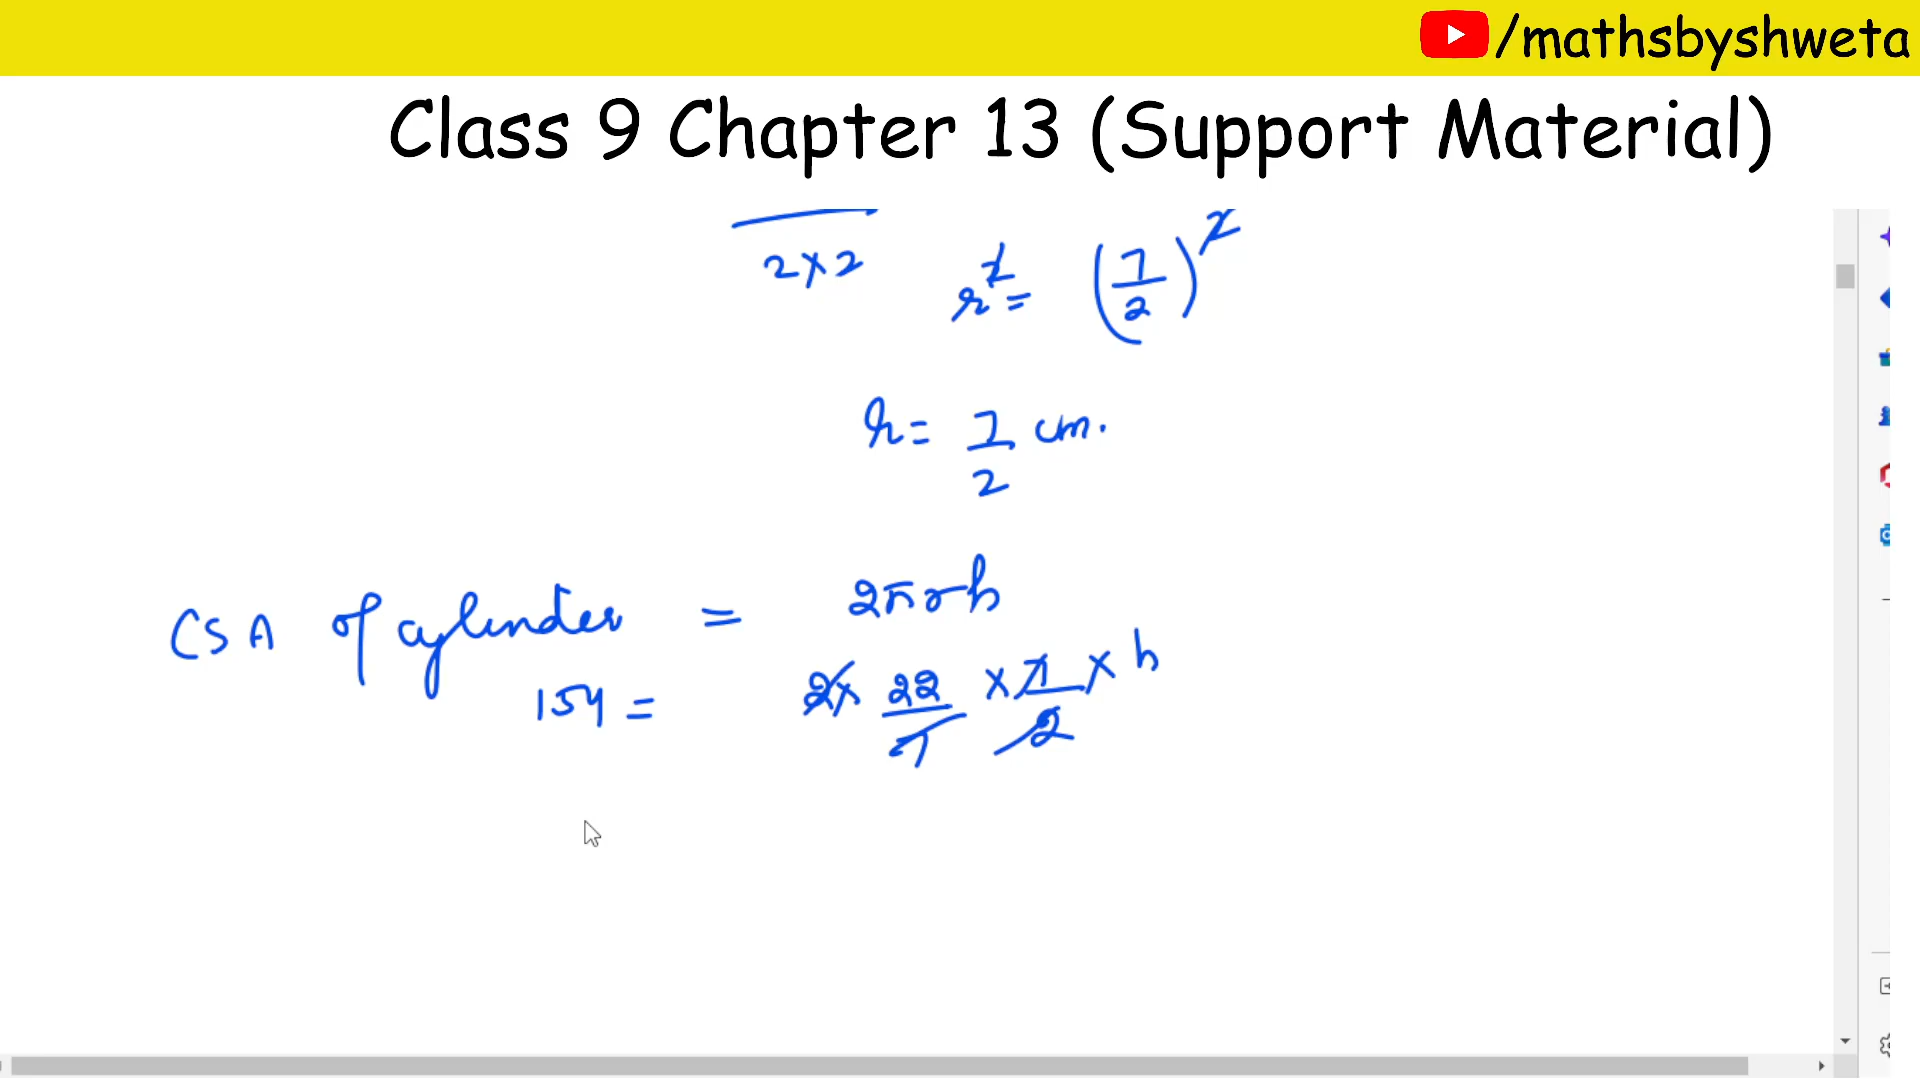 /mathsbyshweta
Class 9 Chapter 13 (Support Material)
2×2
r² = (7/2)²
r = 7/2 cm.
CSA of cylinder = 2πrh
154 = 2 × 22/7 × 7/2 × h